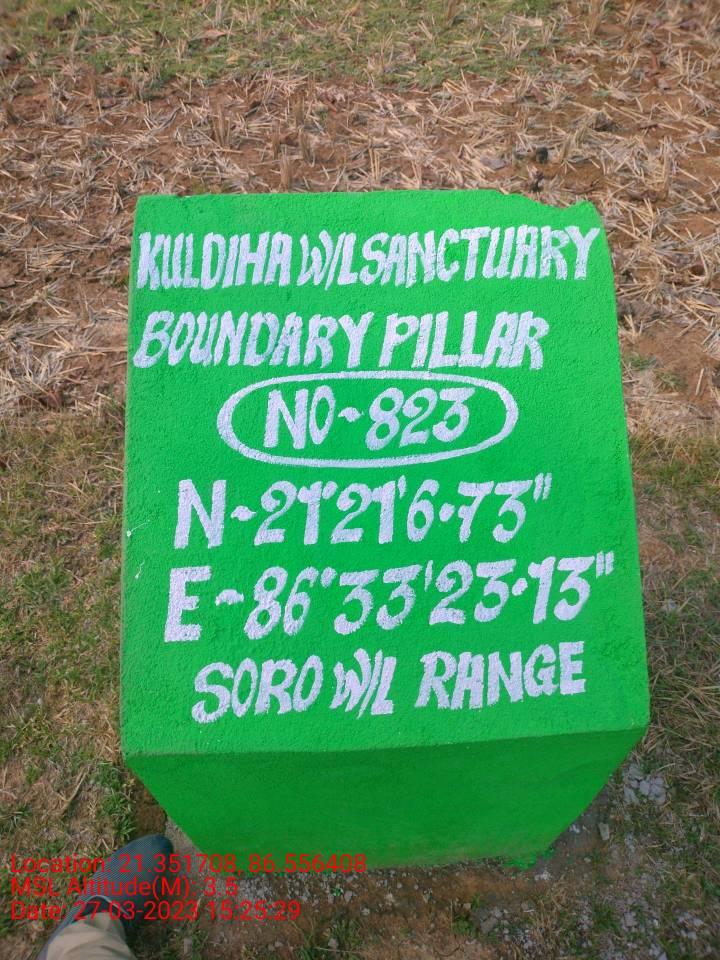 KULDIHA W/L SANCTUARY
BOUNDARY PILLAR
NO-823
N-21°21'6.73"
E-86°33'23.13"
SORO W/L RANGE
Location: 21.351708, 86.556408
MSL Altitude(M). 3.5
Date: 27-03-2023 15:25:29